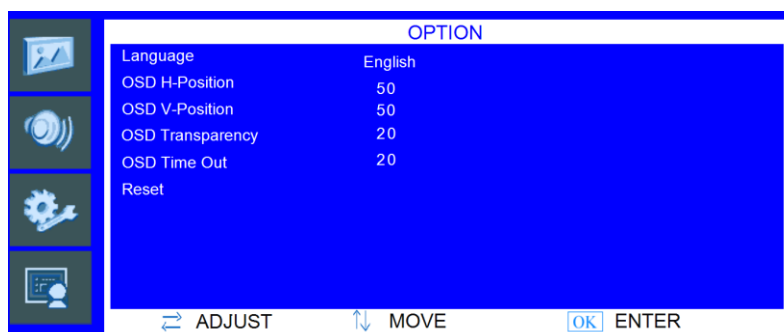 OPTION
Language English
OSD H-Position 50
OSD V-Position 50
OSD Transparency 20
OSD Time Out 20
Reset
ADJUST MOVE OK ENTER